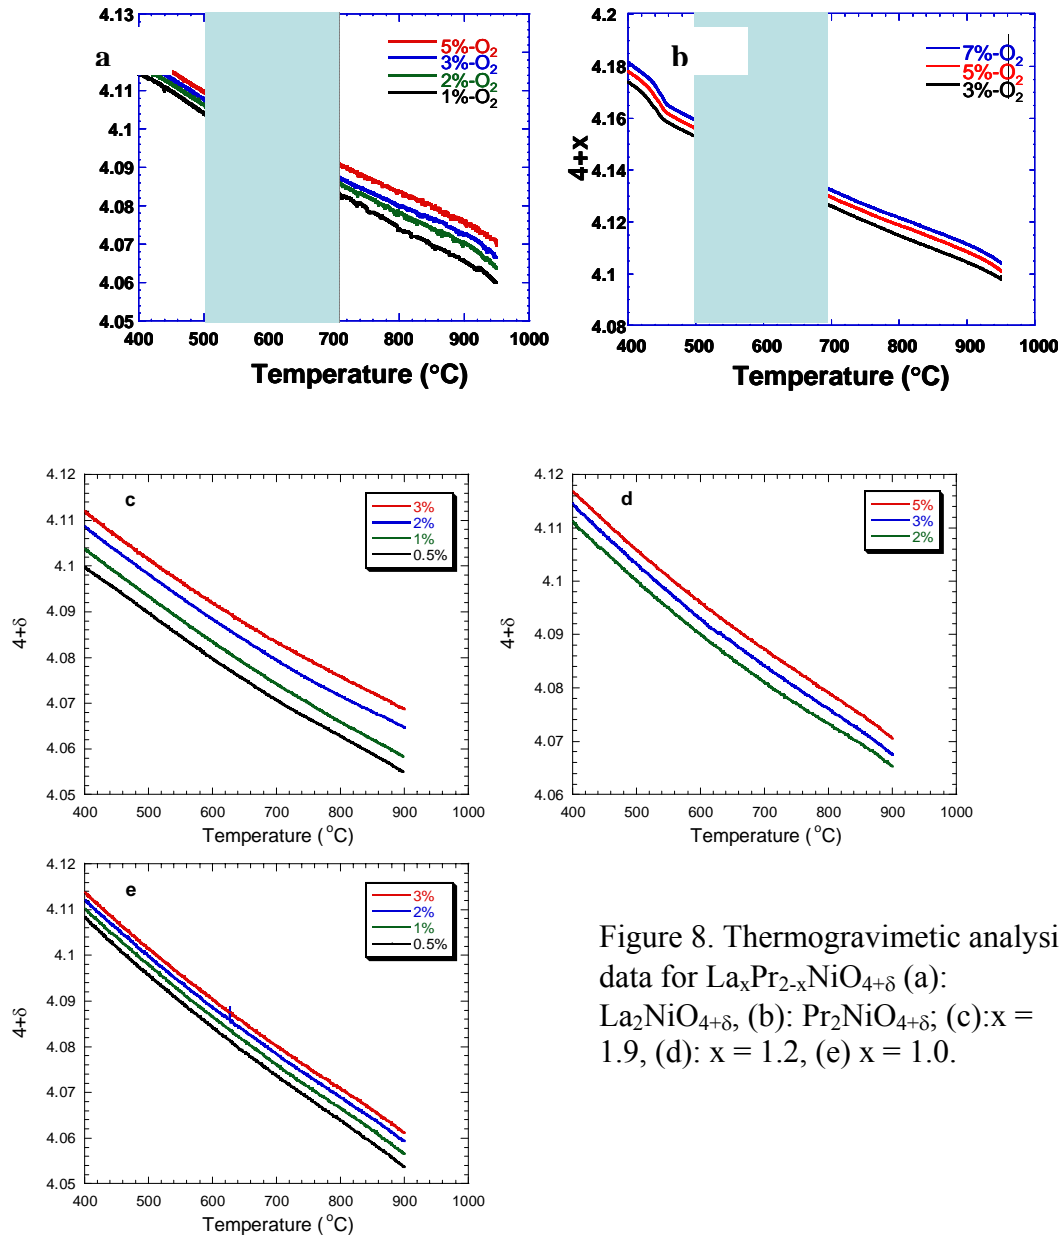 a
4.13
4.12
4.11
4.1
4.09
4.08
4.07
4.06
4.05
400 500 600 700 800 900 1000
Temperature (°C)
5%-O₂
3%-O₂
2%-O₂
1%-O₂
b
4+x
4.2
4.18
4.16
4.14
4.12
4.1
4.08
400 500 600 700 800 900 1000
Temperature (°C)
7%-O₂
5%-O₂
3%-O₂
c
4+δ
4.12
4.11
4.1
4.09
4.08
4.07
4.06
4.05
400 500 600 700 800 900 1000
Temperature (°C)
3%
2%
1%
0.5%
d
4+δ
4.12
4.11
4.1
4.09
4.08
4.07
4.06
400 500 600 700 800 900 1000
Temperature (°C)
5%
3%
2%
e
4+δ
4.12
4.11
4.1
4.09
4.08
4.07
4.06
4.05
400 500 600 700 800 900 1000
Temperature (°C)
3%
2%
1%
0.5%
Figure 8. Thermogravimetic analysi
data for LaₓPr₂₋ₓNiO₄₊δ (a):
La₂NiO₄₊δ, (b): Pr₂NiO₄₊δ; (c):x =
1.9, (d): x = 1.2, (e) x = 1.0.